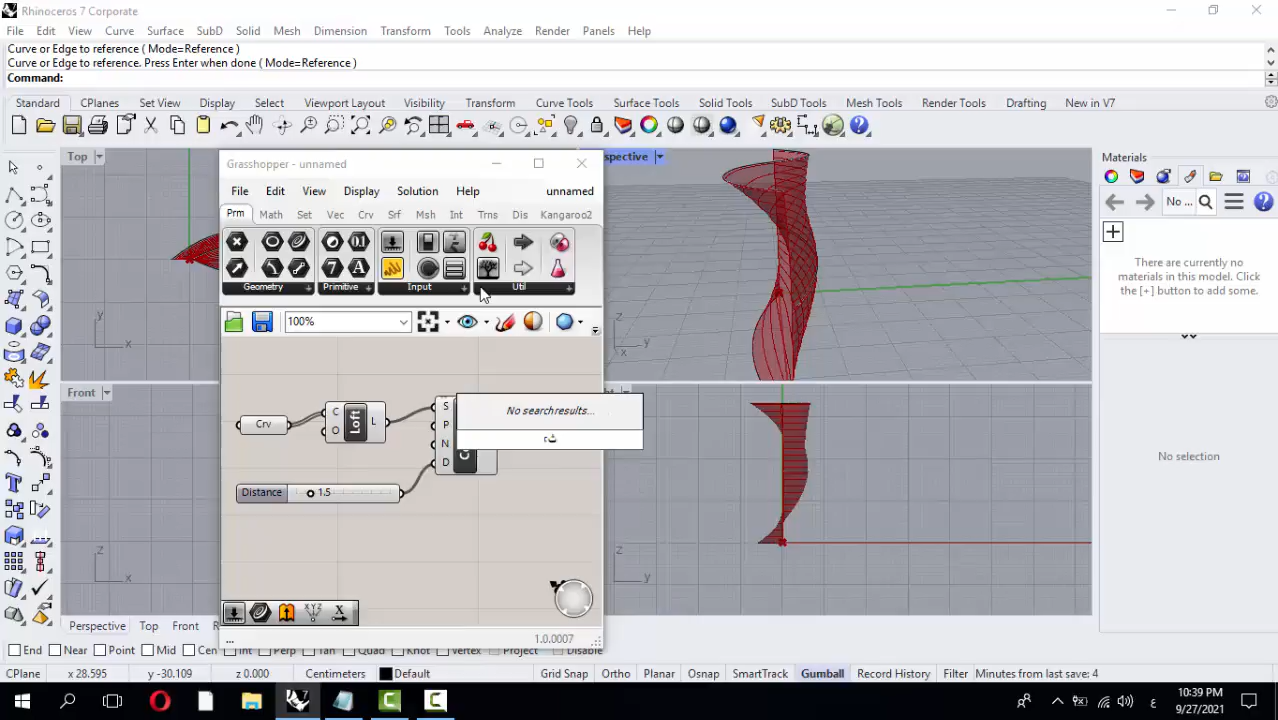 Rhinoceros 7 Corporate
File Edit View Curve Surface SubD Solid Mesh Dimension Transform Tools Analyze Render Panels Help
Curve or Edge to reference ( Mode=Reference )
Curve or Edge to reference. Press Enter when done ( Mode=Reference )
Command:
Standard CPlanes Set View Display Select Viewport Layout Visibility Transform Curve Tools Surface Tools Solid Tools SubD Tools Mesh Tools Render Tools Drafting New in V7
Top
Grasshopper - unnamed
spective
Materials
File Edit View Display Solution Help unnamed
No ...
Prm Math Set Vec Crv Srf Msh Int Trns Dis Kangaroo2
Geometry Primitive Input Util
There are currently no
materials in this model. Click
the [+] button to add some.
100%
z
y
x
y
x
Front
Crv
C
O
Loft
L
S
P
N
D
No searchresults...
Distance 1.5
No selection
z
x
z
y
X Y Z
X
Perspective Top Front
... 1.0.0007
End Near Point Mid Cen Int Perp Tan Quad Knot Vertex Project Disable
CPlane x 28.595 y -30.109 z 0.000 Centimeters Default Grid Snap Ortho Planar Osnap SmartTrack Gumball Record History Filter Minutes from last save: 4
ع
10:39 PM
9/27/2021